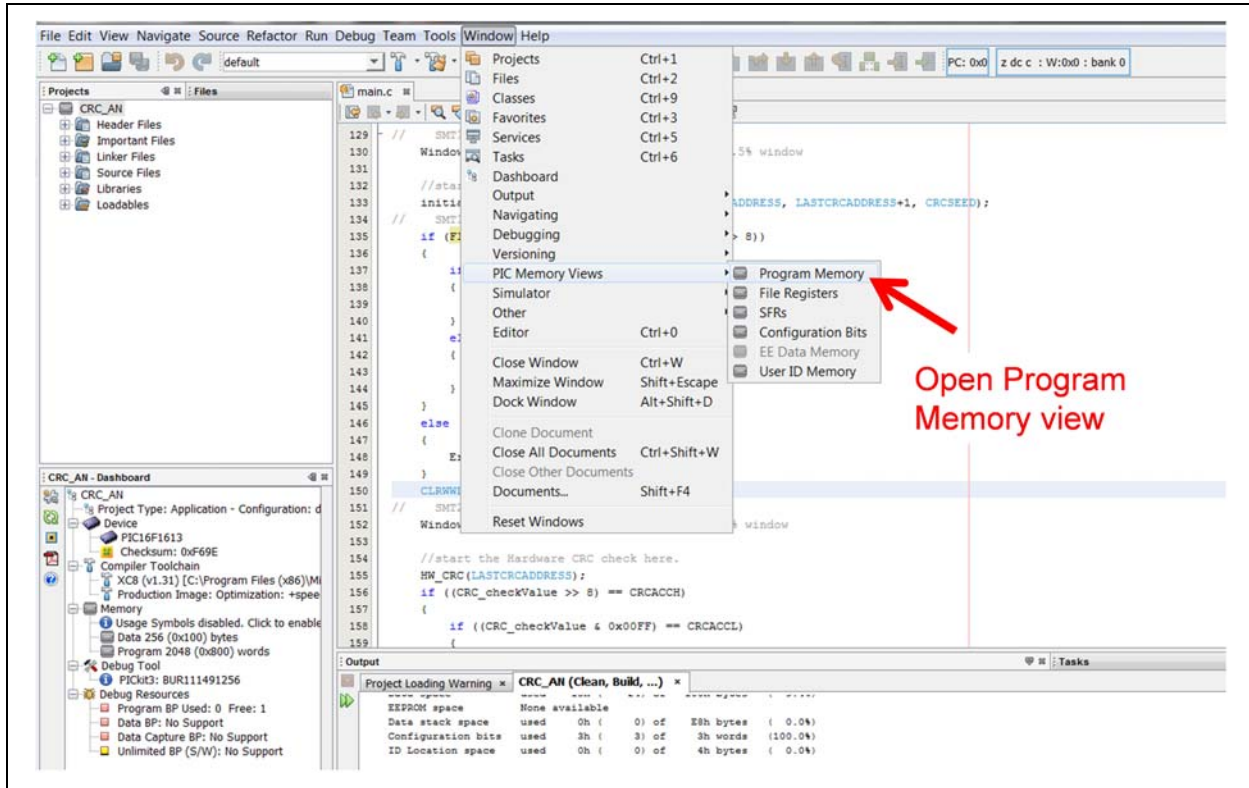 File Edit View Navigate Source Refactor Run Debug Team Tools Window Help
default
PC: 0x0 z dc c : W:0x0 : bank 0
Projects Files
CRC_AN
Header Files
Important Files
Linker Files
Source Files
Libraries
Loadables
main.c
Projects Ctrl+1
Files Ctrl+2
Classes Ctrl+9
Favorites Ctrl+3
Services Ctrl+5
Tasks Ctrl+6
Dashboard
Output
Navigating
Debugging
Versioning
PIC Memory Views
Simulator
Other
Editor Ctrl+0
Close Window Ctrl+W
Maximize Window Shift+Escape
Dock Window Alt+Shift+D
Clone Document
Close All Documents Ctrl+Shift+W
Close Other Documents
Documents... Shift+F4
Reset Windows
Program Memory
File Registers
SFRs
Configuration Bits
EE Data Memory
User ID Memory
Open Program
Memory view
129 //
130 .5% window
131
132
133 ADDRESS, LASTCRCADDRESS+1, CRCSEED);
134 //
135 if ( > 8))
136 {
137
138 {
139
140 }
141
142 {
143
144 }
145 }
146 else
147 {
148
149 }
150
151 //
152 window
153
154 //start the Hardware CRC check here.
155 HW_CRC(LASTCRCADDRESS);
156 if ((CRC_checkValue >> 8) == CRCACCH)
157 {
158 if ((CRC_checkValue & 0x00FF) == CRCACCL)
159 {
CRC_AN - Dashboard
CRC_AN
Project Type: Application - Configuration: d
Device
PIC16F1613
Checksum: 0xF69E
Compiler Toolchain
XC8 (v1.31) [C:\Program Files (x86)\Mi
Production Image: Optimization: +spee
Memory
Usage Symbols disabled. Click to enable
Data 256 (0x100) bytes
Program 2048 (0x800) words
Debug Tool
PICkit3: BUR111491256
Debug Resources
Program BP Used: 0 Free: 1
Data BP: No Support
Data Capture BP: No Support
Unlimited BP (S/W): No Support
Output
Tasks
Project Loading Warning CRC_AN (Clean, Build, ...)
EEPROM space None available
Data stack space used 0h ( 0) of E8h bytes ( 0.0%)
Configuration bits used 3h ( 3) of 3h words (100.0%)
ID Location space used 0h ( 0) of 4h bytes ( 0.0%)